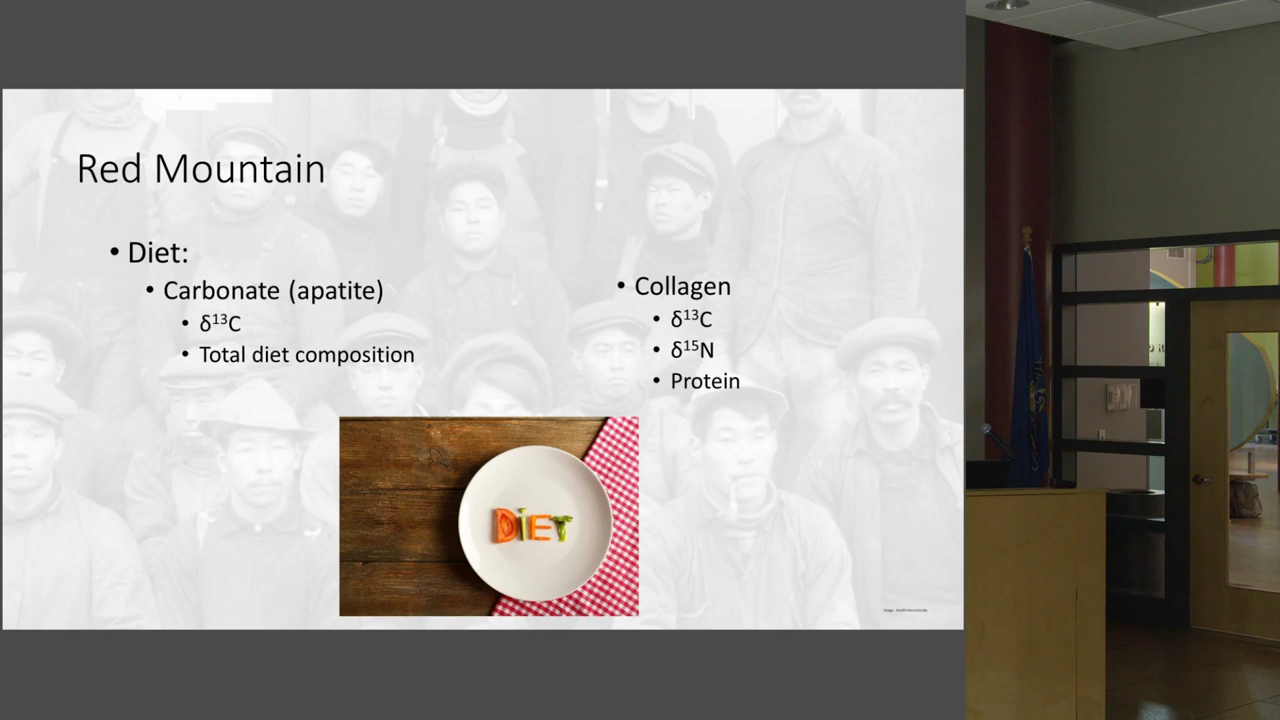 Red Mountain
• Diet:
• Carbonate (apatite)
• δ¹³C
• Total diet composition
• Collagen
• δ¹³C
• δ¹⁵N
• Protein
DiET